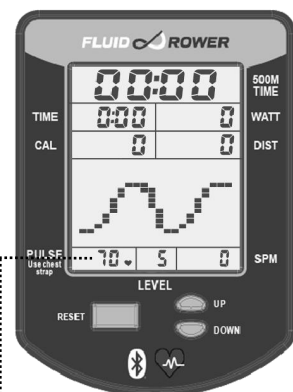 FLUID ROWER
00:00 500M TIME
TIME 0:00 0 WATT
CAL 0 0 DIST
PULSE 70 5 0 SPM
Use chest strap
LEVEL
RESET UP
DOWN